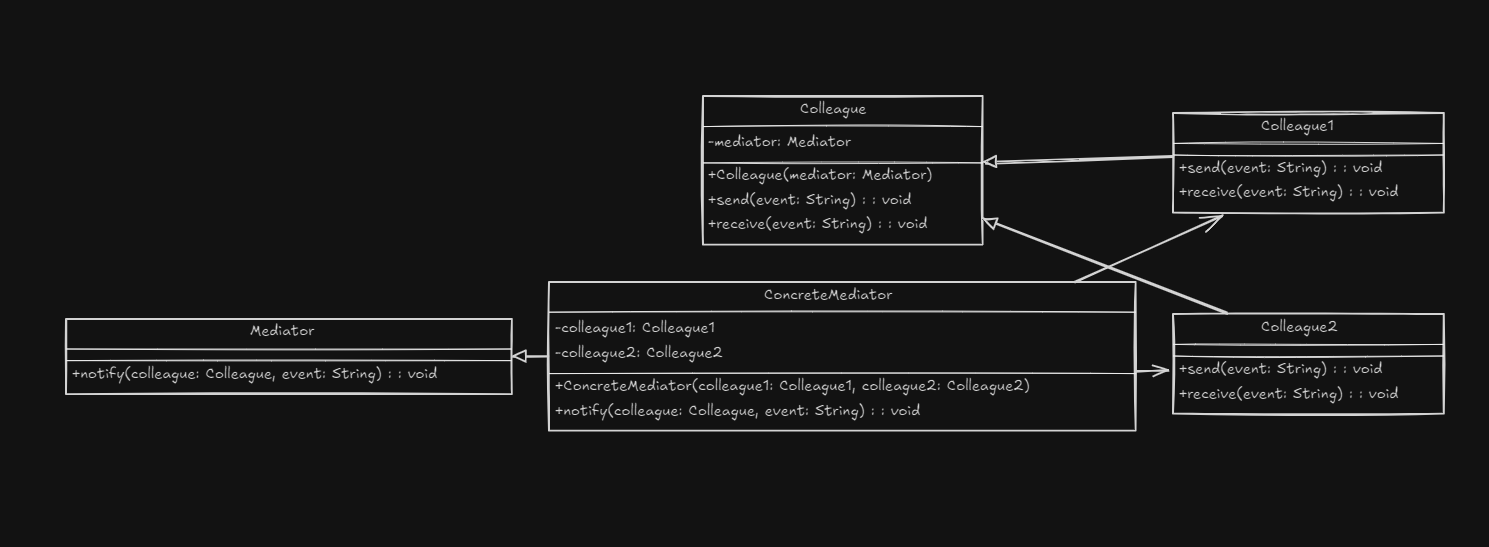 Colleague
-mediator: Mediator
+Colleague(mediator: Mediator)
+send(event: String) : : void
+receive(event: String) : : void
Colleague1
+send(event: String) : : void
+receive(event: String) : : void
ConcreteMediator
-colleague1: Colleague1
-colleague2: Colleague2
+ConcreteMediator(colleague1: Colleague1, colleague2: Colleague2)
+notify(colleague: Colleague, event: String) : : void
Mediator
+notify(colleague: Colleague, event: String) : : void
Colleague2
+send(event: String) : : void
+receive(event: String) : : void